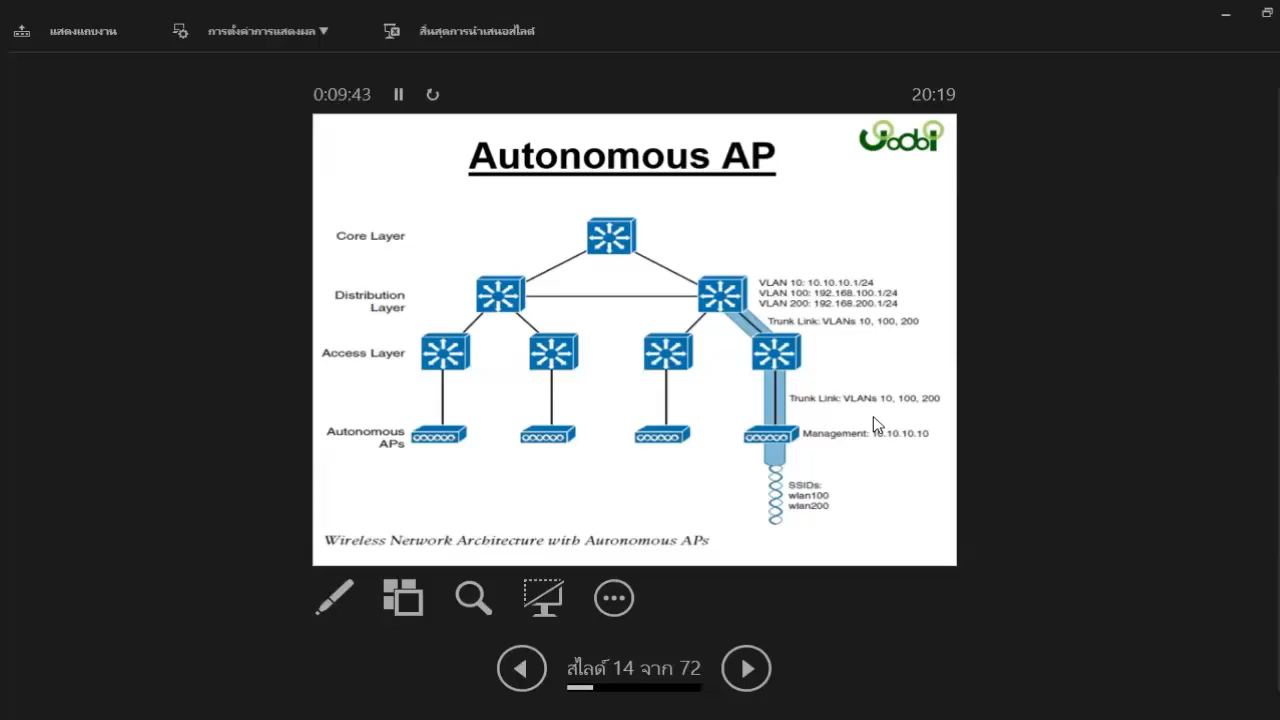 แสดงแถบงาน
การตั้งค่าการแสดงผล ▼
สิ้นสุดการนำเสนอสไลด์
0:09:43
20:19
Autonomous AP
Core Layer
Distribution
Layer
VLAN 10: 10.10.10.1/24
VLAN 100: 192.168.100.1/24
VLAN 200: 192.168.200.1/24
Trunk Link: VLANs 10, 100, 200
Access Layer
Trunk Link: VLANs 10, 100, 200
Autonomous
APs
Management: 10.10.10.10
SSIDs:
wlan100
wlan200
Wireless Network Architecture with Autonomous APs
สไลด์ 14 จาก 72